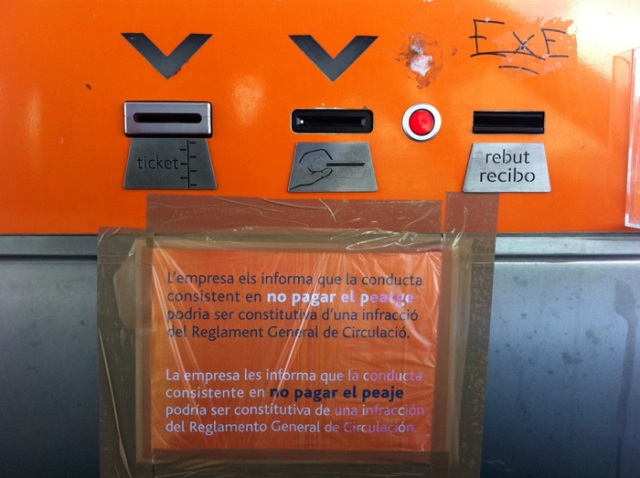 ExE
ticket
rebut
recibo
L'empresa els informa que la conducta
consistent en no pagar el peatge
podria ser constitutiva d'una infracció
del Reglament General de Circulació.
La empresa les informa que la conducta
consistente en no pagar el peaje
podría ser constitutiva de una infracción
del Reglamento General de Circulación.